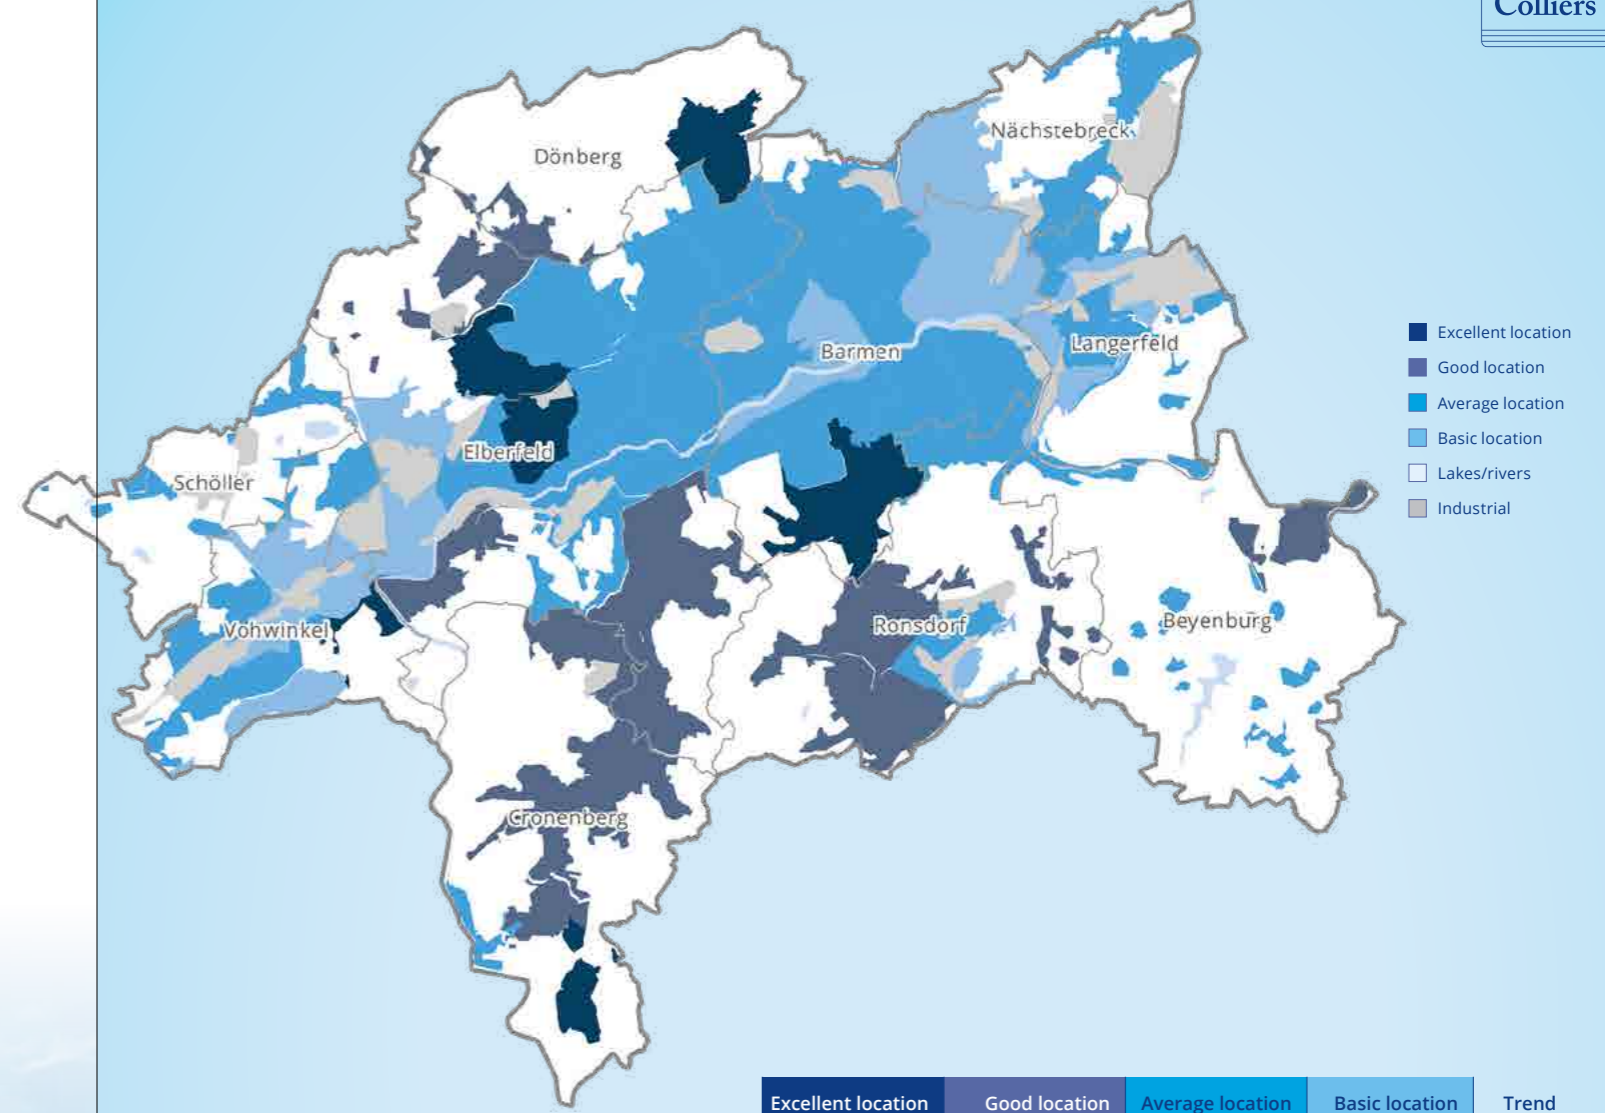 Colliers
Dönberg
Nächstebreck
Barmen
Langerfeld
Elberfeld
Schöller
Vohwinkel
Ronsdorf
Beyenburg
Cronenberg
Excellent location
Good location
Average location
Basic location
Lakes/rivers
Industrial
Excellent location Good location Average location Basic location Trend